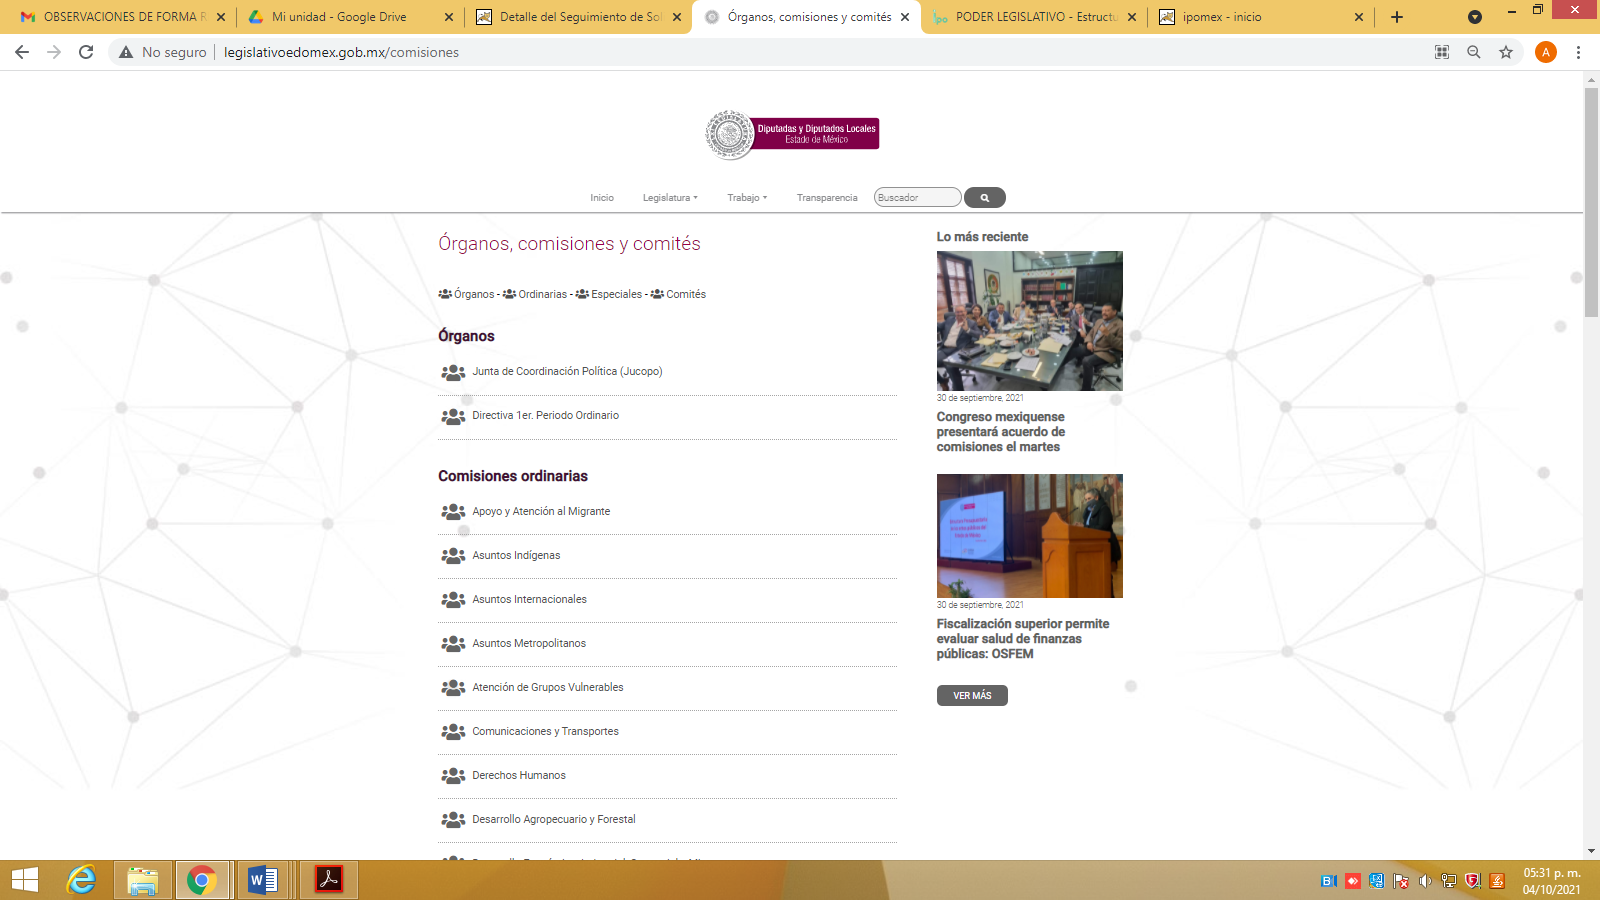 OBSERVACIONES DE FORMA R
Mi unidad - Google Drive
Detalle del Seguimiento de Sol
Órganos, comisiones y comités
PODER LEGISLATIVO - Estructu
ipomex - inicio
No seguro
legislativoedomex.gob.mx/comisiones
A
Diputadas y Diputados Locales
Estado de México
Inicio
Legislatura
Trabajo
Transparencia
Buscador
Órganos, comisiones y comités
Órganos - Ordinarias - Especiales - Comités
Órganos
Junta de Coordinación Política (Jucopo)
Directiva 1er. Periodo Ordinario
Comisiones ordinarias
Apoyo y Atención al Migrante
Asuntos Indígenas
Asuntos Internacionales
Asuntos Metropolitanos
Atención de Grupos Vulnerables
Comunicaciones y Transportes
Derechos Humanos
Desarrollo Agropecuario y Forestal
Lo más reciente
30 de septiembre, 2021
Congreso mexiquense
presentará acuerdo de
comisiones el martes
30 de septiembre, 2021
Fiscalización superior permite
evaluar salud de finanzas
públicas: OSFEM
VER MÁS
05:31 p. m.
04/10/2021